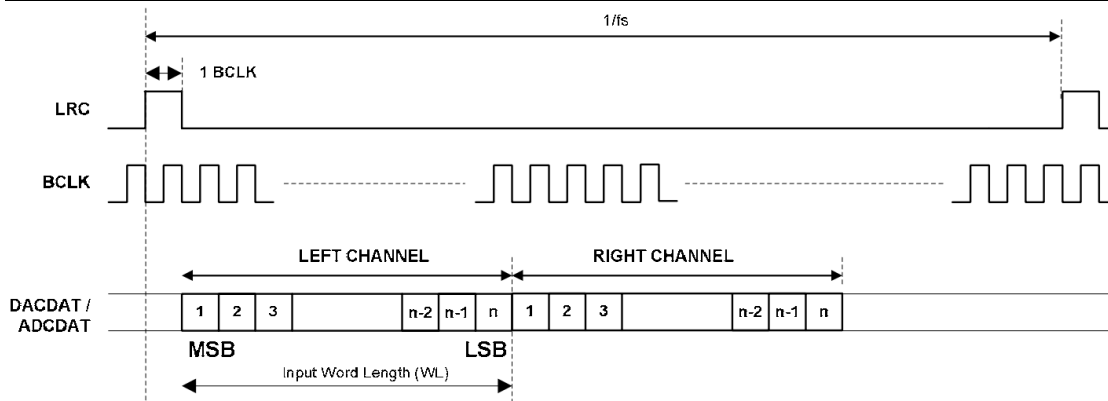 1/fs
1 BCLK
LRC
BCLK
LEFT CHANNEL
RIGHT CHANNEL
DACDAT /
ADCDAT
1 2 3 n-2 n-1 n 1 2 3 n-2 n-1 n
MSB LSB
Input Word Length (WL)